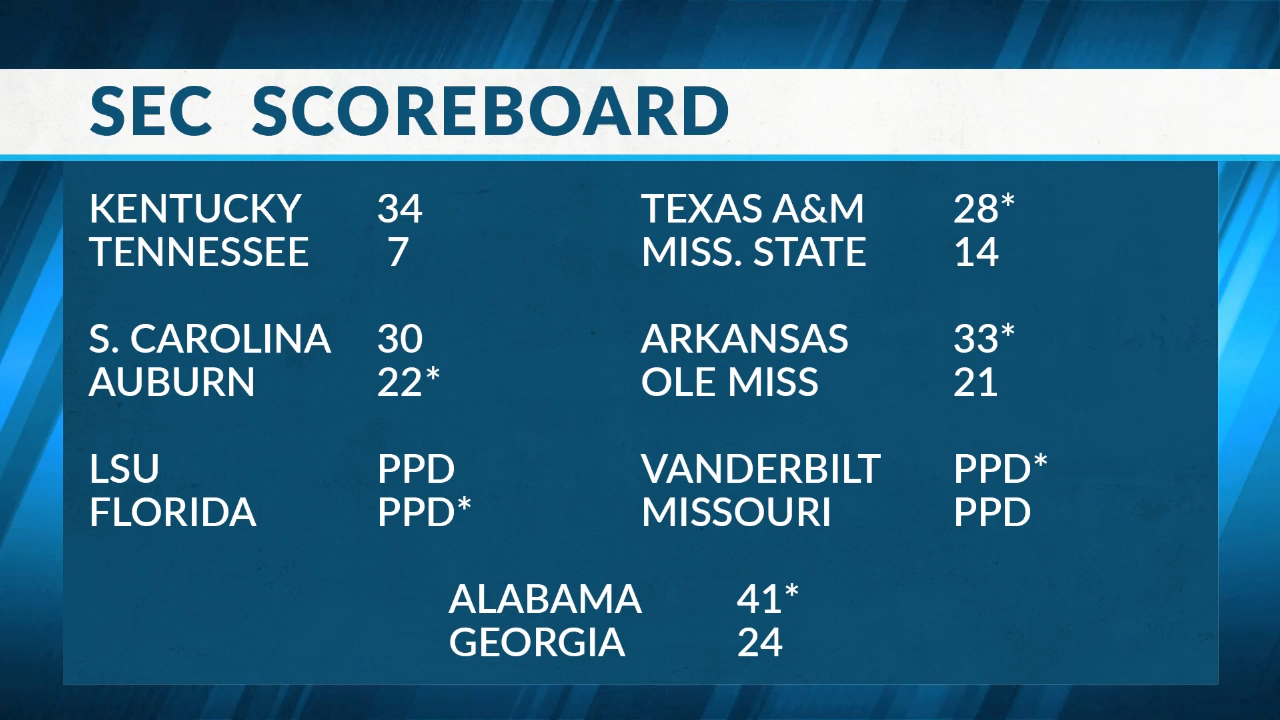 SEC SCOREBOARD
KENTUCKY 34
TENNESSEE 7
TEXAS A&M 28*
MISS. STATE 14
S. CAROLINA 30
AUBURN 22*
ARKANSAS 33*
OLE MISS 21
LSU PPD
FLORIDA PPD*
VANDERBILT PPD*
MISSOURI PPD
ALABAMA 41*
GEORGIA 24